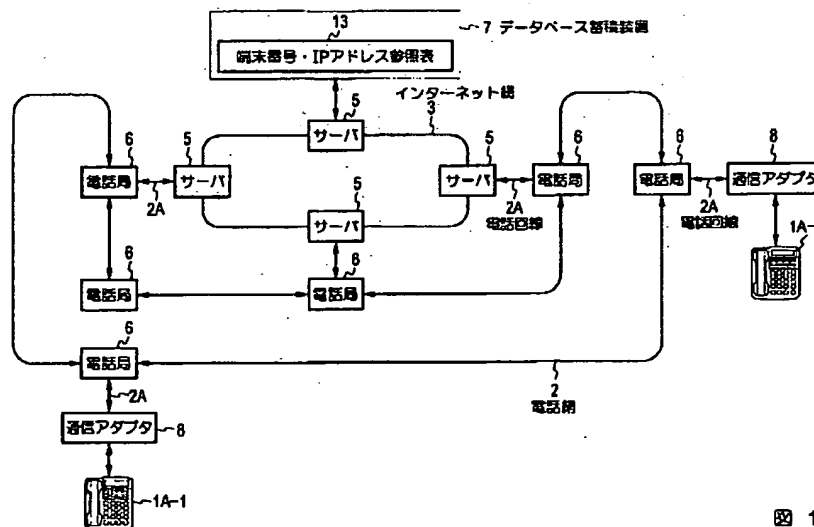 13
7 データベース蓄積装置
端末番号・IPアドレス参照表
インターネット網
3
5
サーバ
6
電話局
2A
5
サーバ
5
サーバ
2A
電話回線
6
電話局
6
電話局
2A
電話回線
8
通信アダプタ
1A-
5
サーバ
6
電話局
6
電話局
6
電話局
2
電話網
2A
通信アダプタ
8
1A-1
図 1